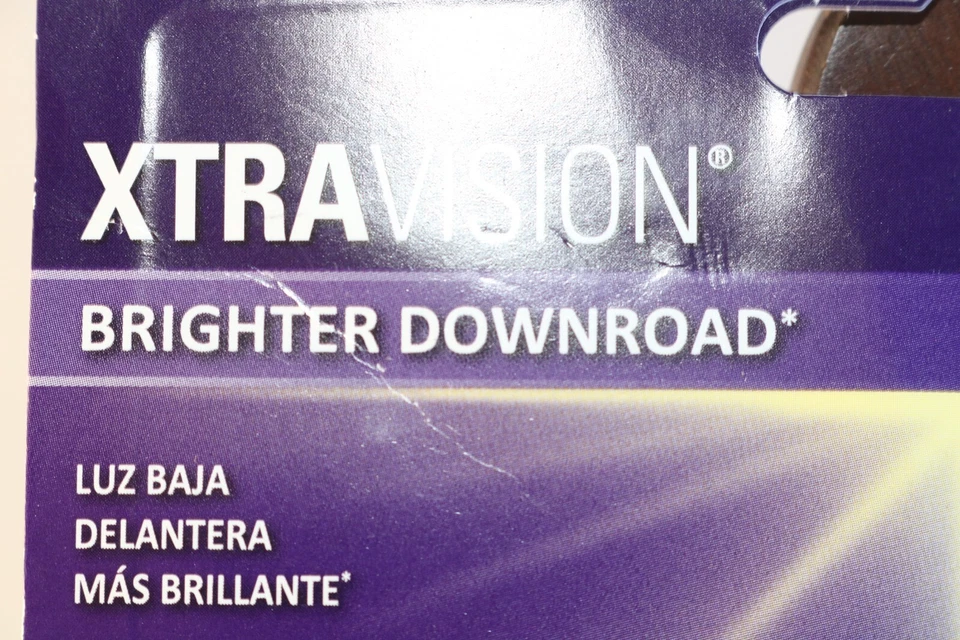 XTRAVISION®
BRIGHTER DOWNROAD*
LUZ BAJA
DELANTERA
MÁS BRILLANTE*